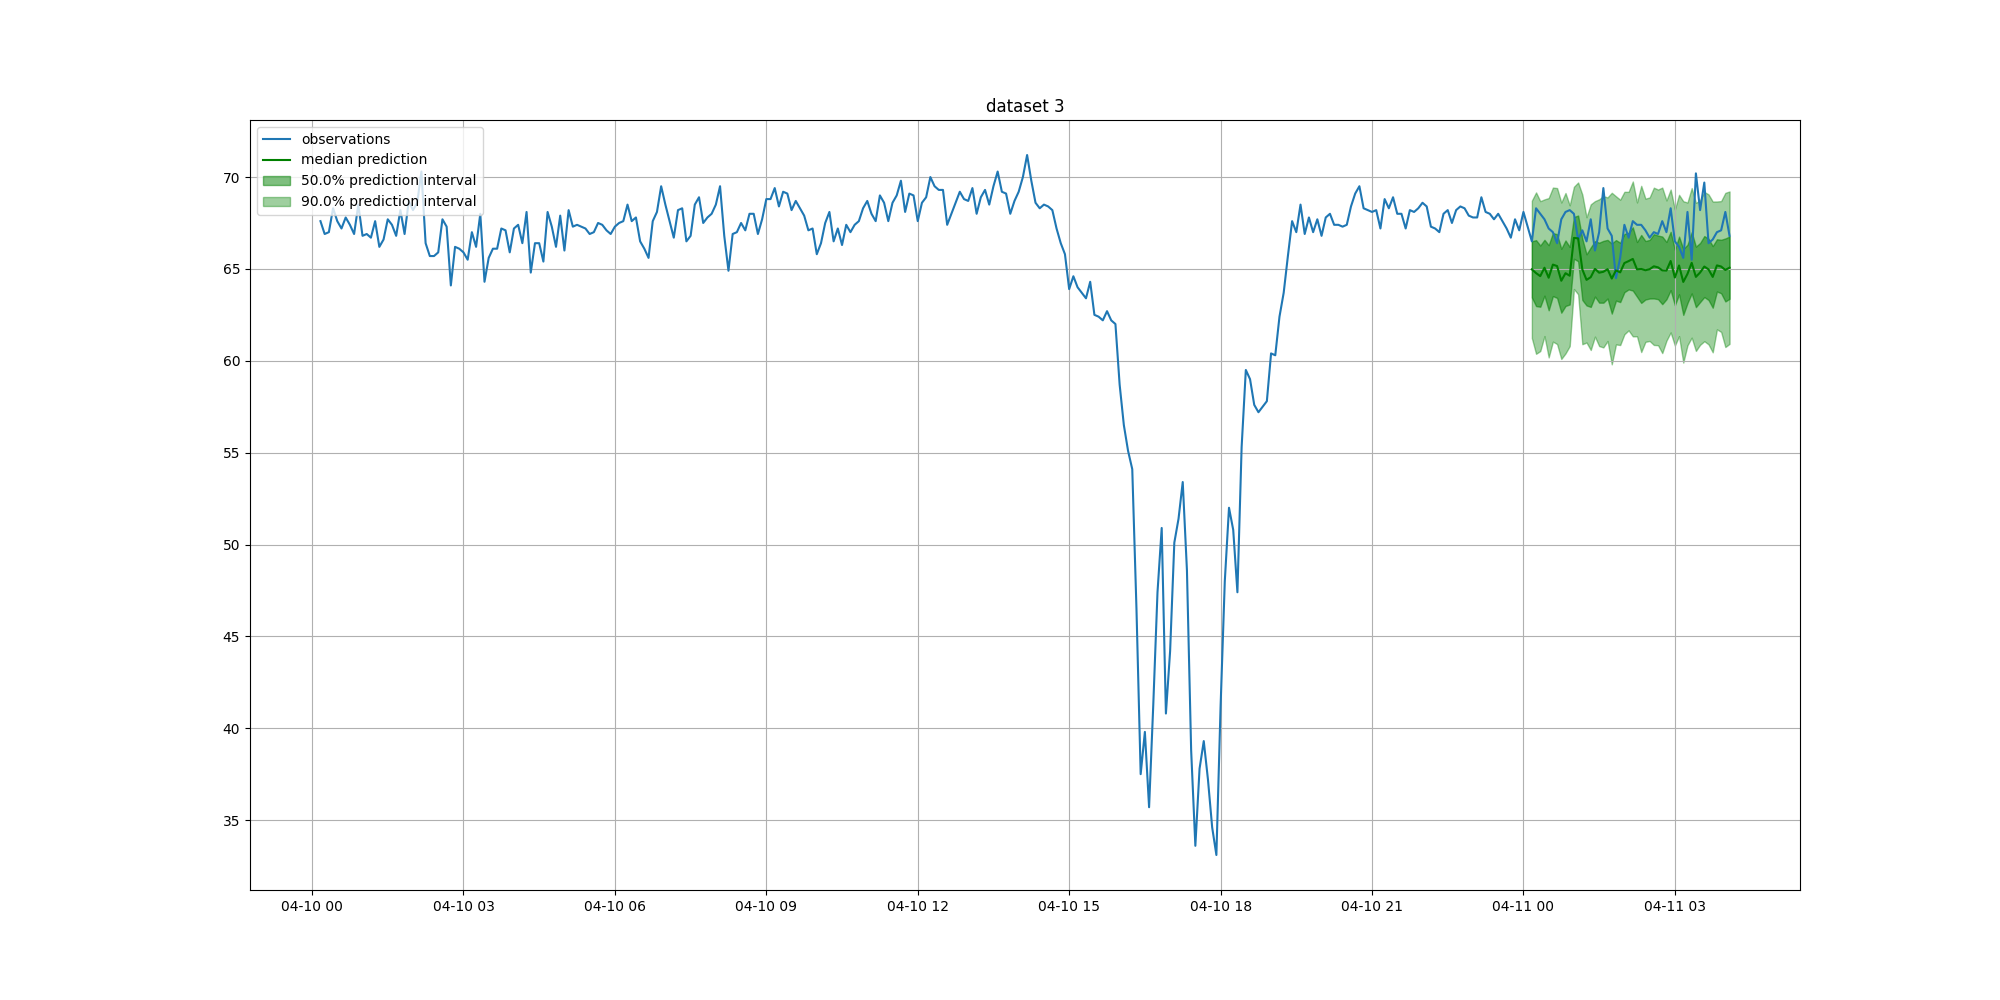 dataset 3
observations
median prediction
50.0% prediction interval
90.0% prediction interval
70
65
60
55
50
45
40
35
04-10 00 04-10 03 04-10 06 04-10 09 04-10 12 04-10 15 04-10 18 04-10 21 04-11 00 04-11 03